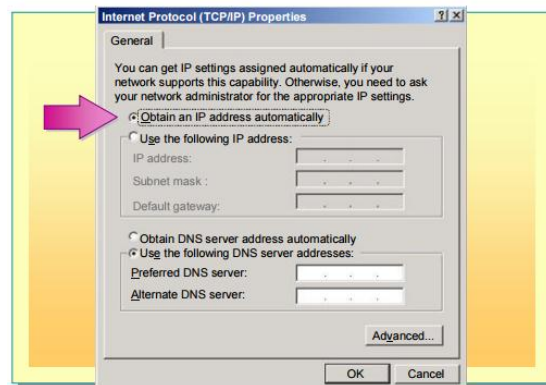 Internet Protocol (TCP/IP) Properties
General
You can get IP settings assigned automatically if your
network supports this capability. Otherwise, you need to ask
your network administrator for the appropriate IP settings.
Obtain an IP address automatically
Use the following IP address:
IP address:
Subnet mask :
Default gateway:
Obtain DNS server address automatically
Use the following DNS server addresses:
Preferred DNS server:
Alternate DNS server:
Advanced...
OK Cancel